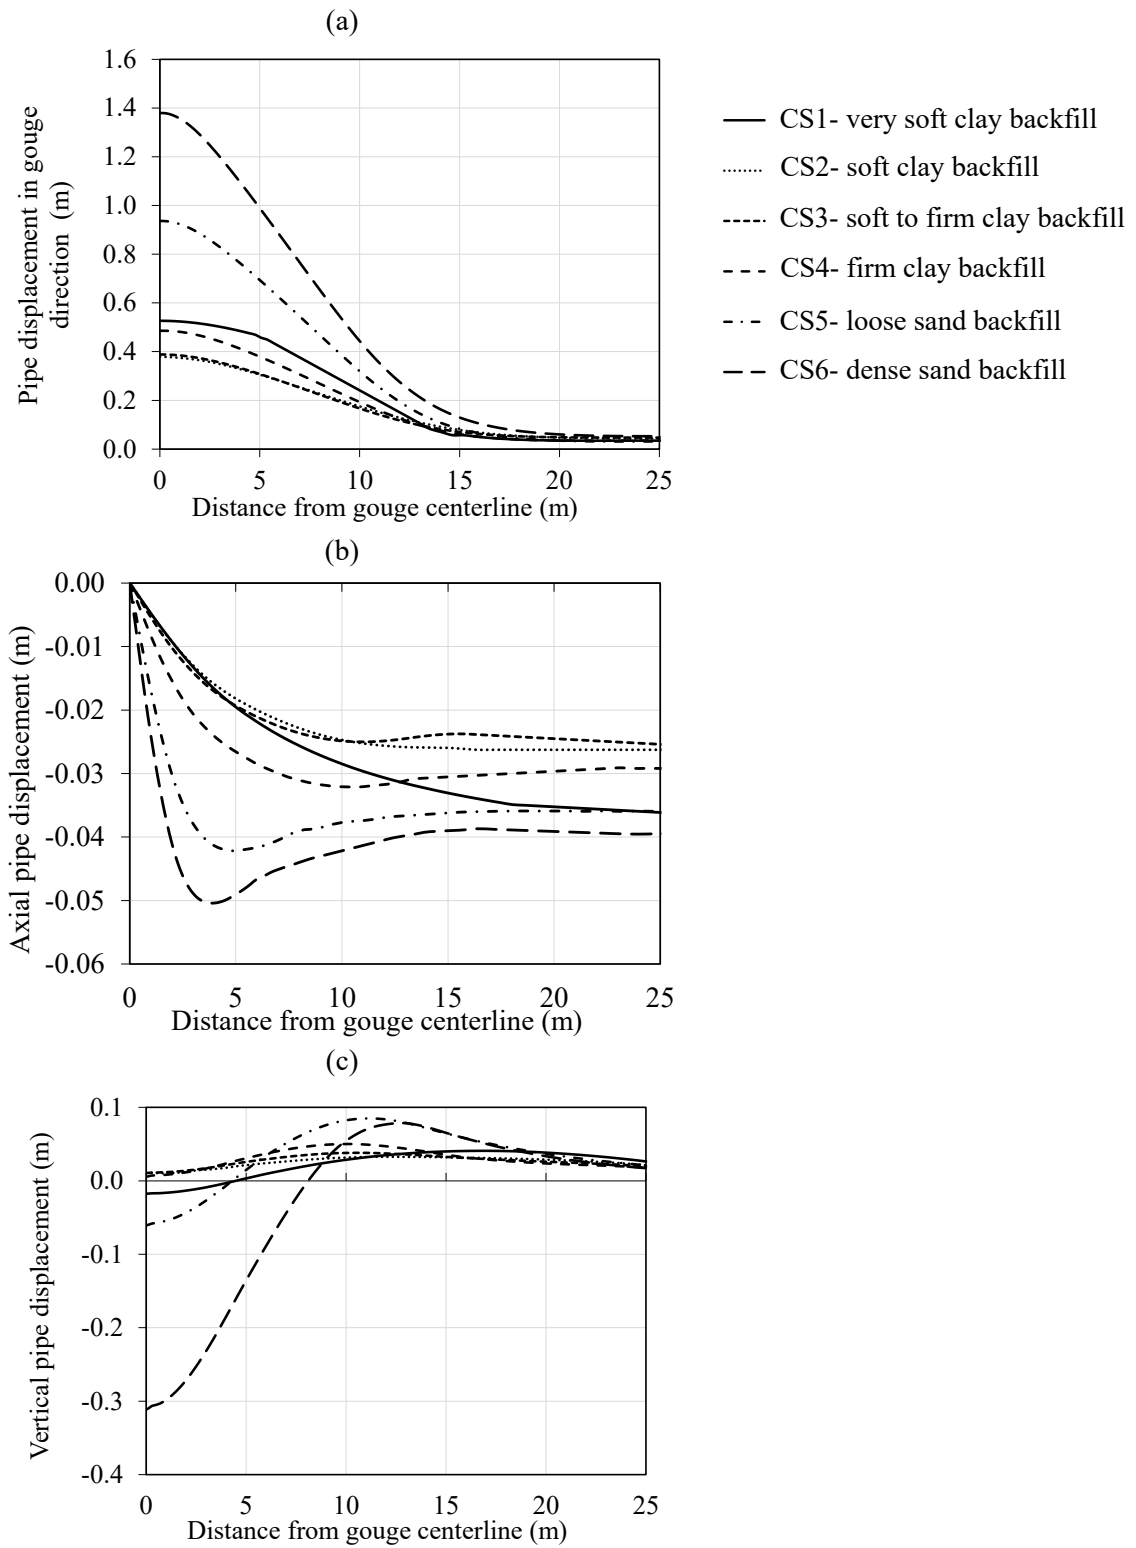 (a)
1.6
1.4
1.2
1.0
0.8
0.6
0.4
0.2
0.0
Pipe displacement in gouge
direction (m)
0 5 10 15 20 25
Distance from gouge centerline (m)
CS1- very soft clay backfill
CS2- soft clay backfill
CS3- soft to firm clay backfill
CS4- firm clay backfill
CS5- loose sand backfill
CS6- dense sand backfill
(b)
0.00
-0.01
-0.02
-0.03
-0.04
-0.05
-0.06
Axial pipe displacement (m)
0 5 10 15 20 25
Distance from gouge centerline (m)
(c)
0.1
0.0
-0.1
-0.2
-0.3
-0.4
Vertical pipe displacement (m)
0 5 10 15 20 25
Distance from gouge centerline (m)